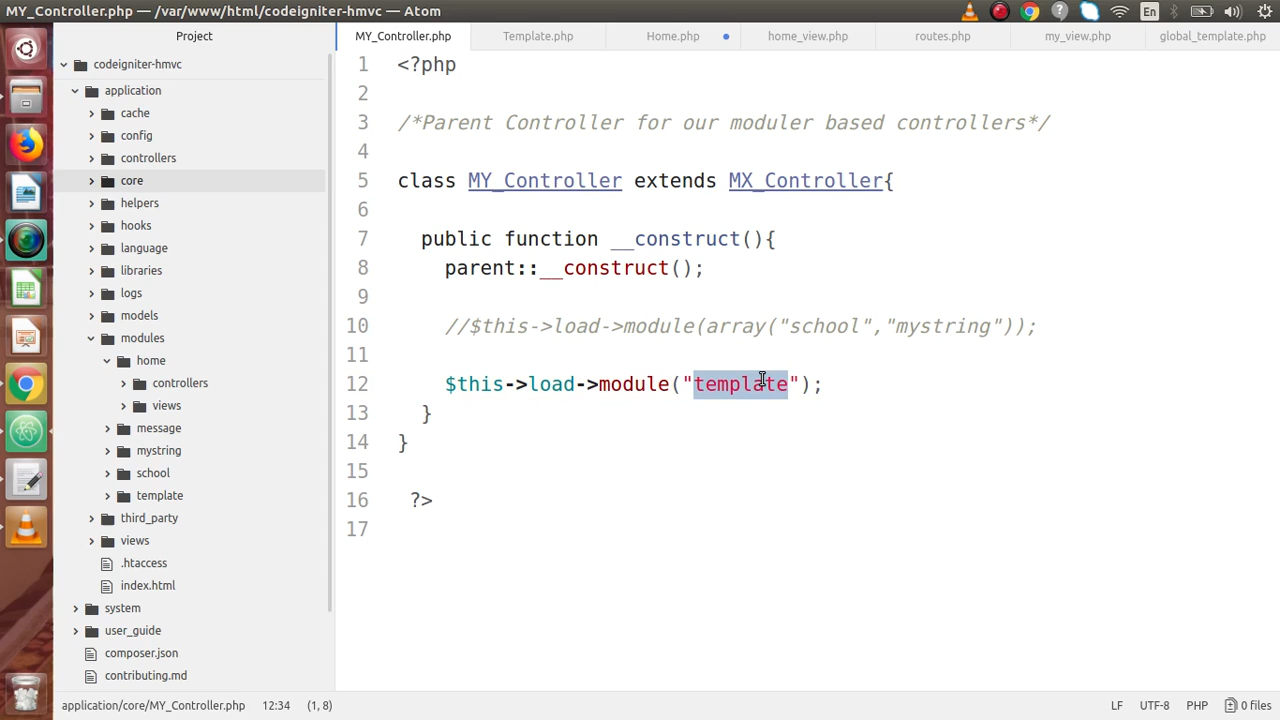 MY_Controller.php — /var/www/html/codeigniter-hmvc — Atom
En
Project
MY_Controller.php
Template.php
Home.php
home_view.php
routes.php
my_view.php
global_template.php
codeigniter-hmvc
application
cache
config
controllers
core
helpers
hooks
language
libraries
logs
models
modules
home
controllers
views
message
mystring
school
template
third_party
views
.htaccess
index.html
system
user_guide
composer.json
contributing.md
1 <?php
2
3 /*Parent Controller for our moduler based controllers*/
4
5 class MY_Controller extends MX_Controller{
6
7 public function __construct(){
8 parent::__construct();
9
10 //$this->load->module(array("school","mystring"));
11
12 $this->load->module("template");
13 }
14 }
15
16 ?>
17
application/core/MY_Controller.php 12:34 (1, 8)
LF UTF-8 PHP 0 files